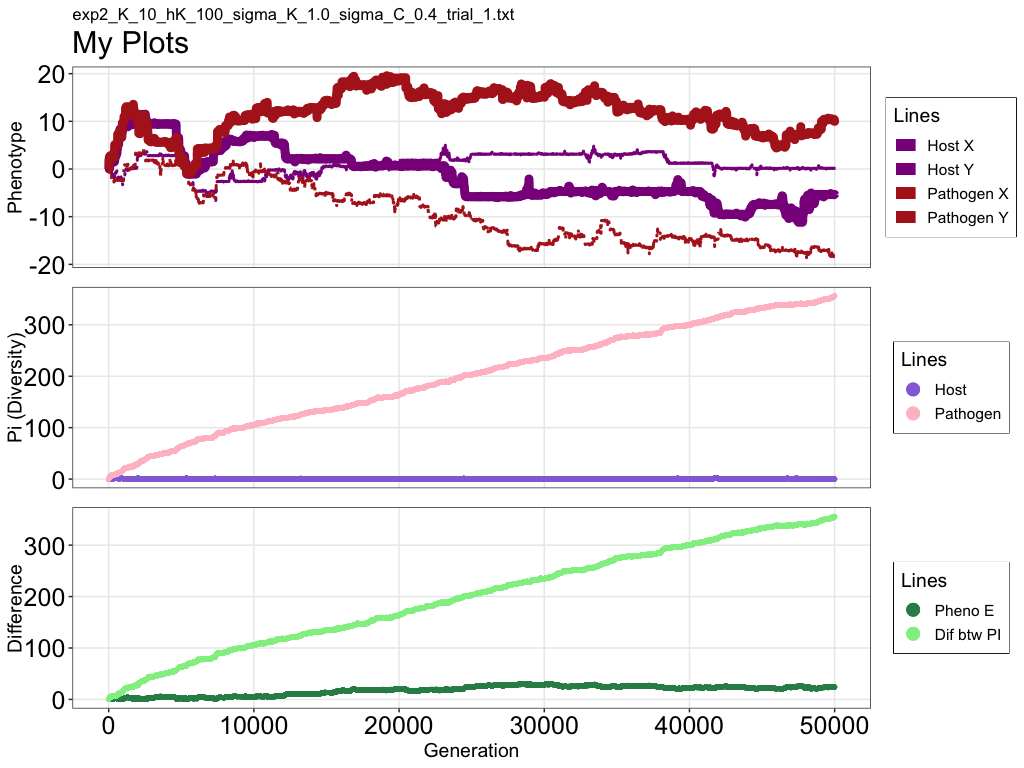 exp2_K_10_hK_100_sigma_K_1.0_sigma_C_0.4_trial_1.txt
My Plots
Phenotype
20
10
0
-10
-20
Lines
Host X
Host Y
Pathogen X
Pathogen Y
Pi (Diversity)
300
200
100
0
Lines
Host
Pathogen
Difference
300
200
100
0
Lines
Pheno E
Dif btw PI
0 10000 20000 30000 40000 50000
Generation